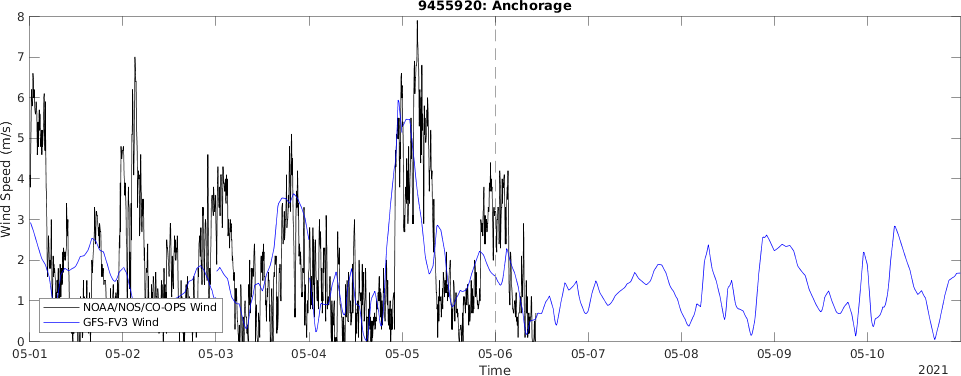 9455920: Anchorage
8
7
6
5
4
3
2
1
0
Wind Speed (m/s)
NOAA/NOS/CO-OPS Wind
GFS-FV3 Wind
05-01 05-02 05-03 05-04 05-05 05-06 05-07 05-08 05-09 05-10
Time
2021